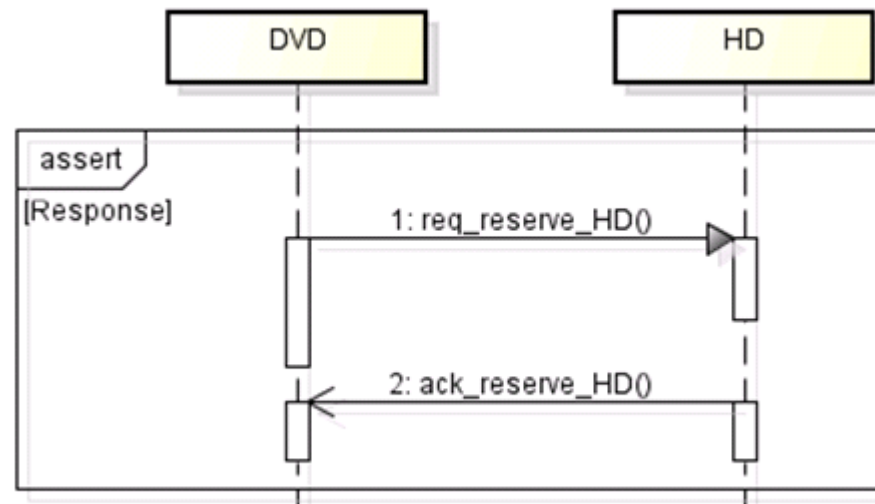 DVD
HD
assert
[Response]
1: req_reserve_HD()
2: ack_reserve_HD()